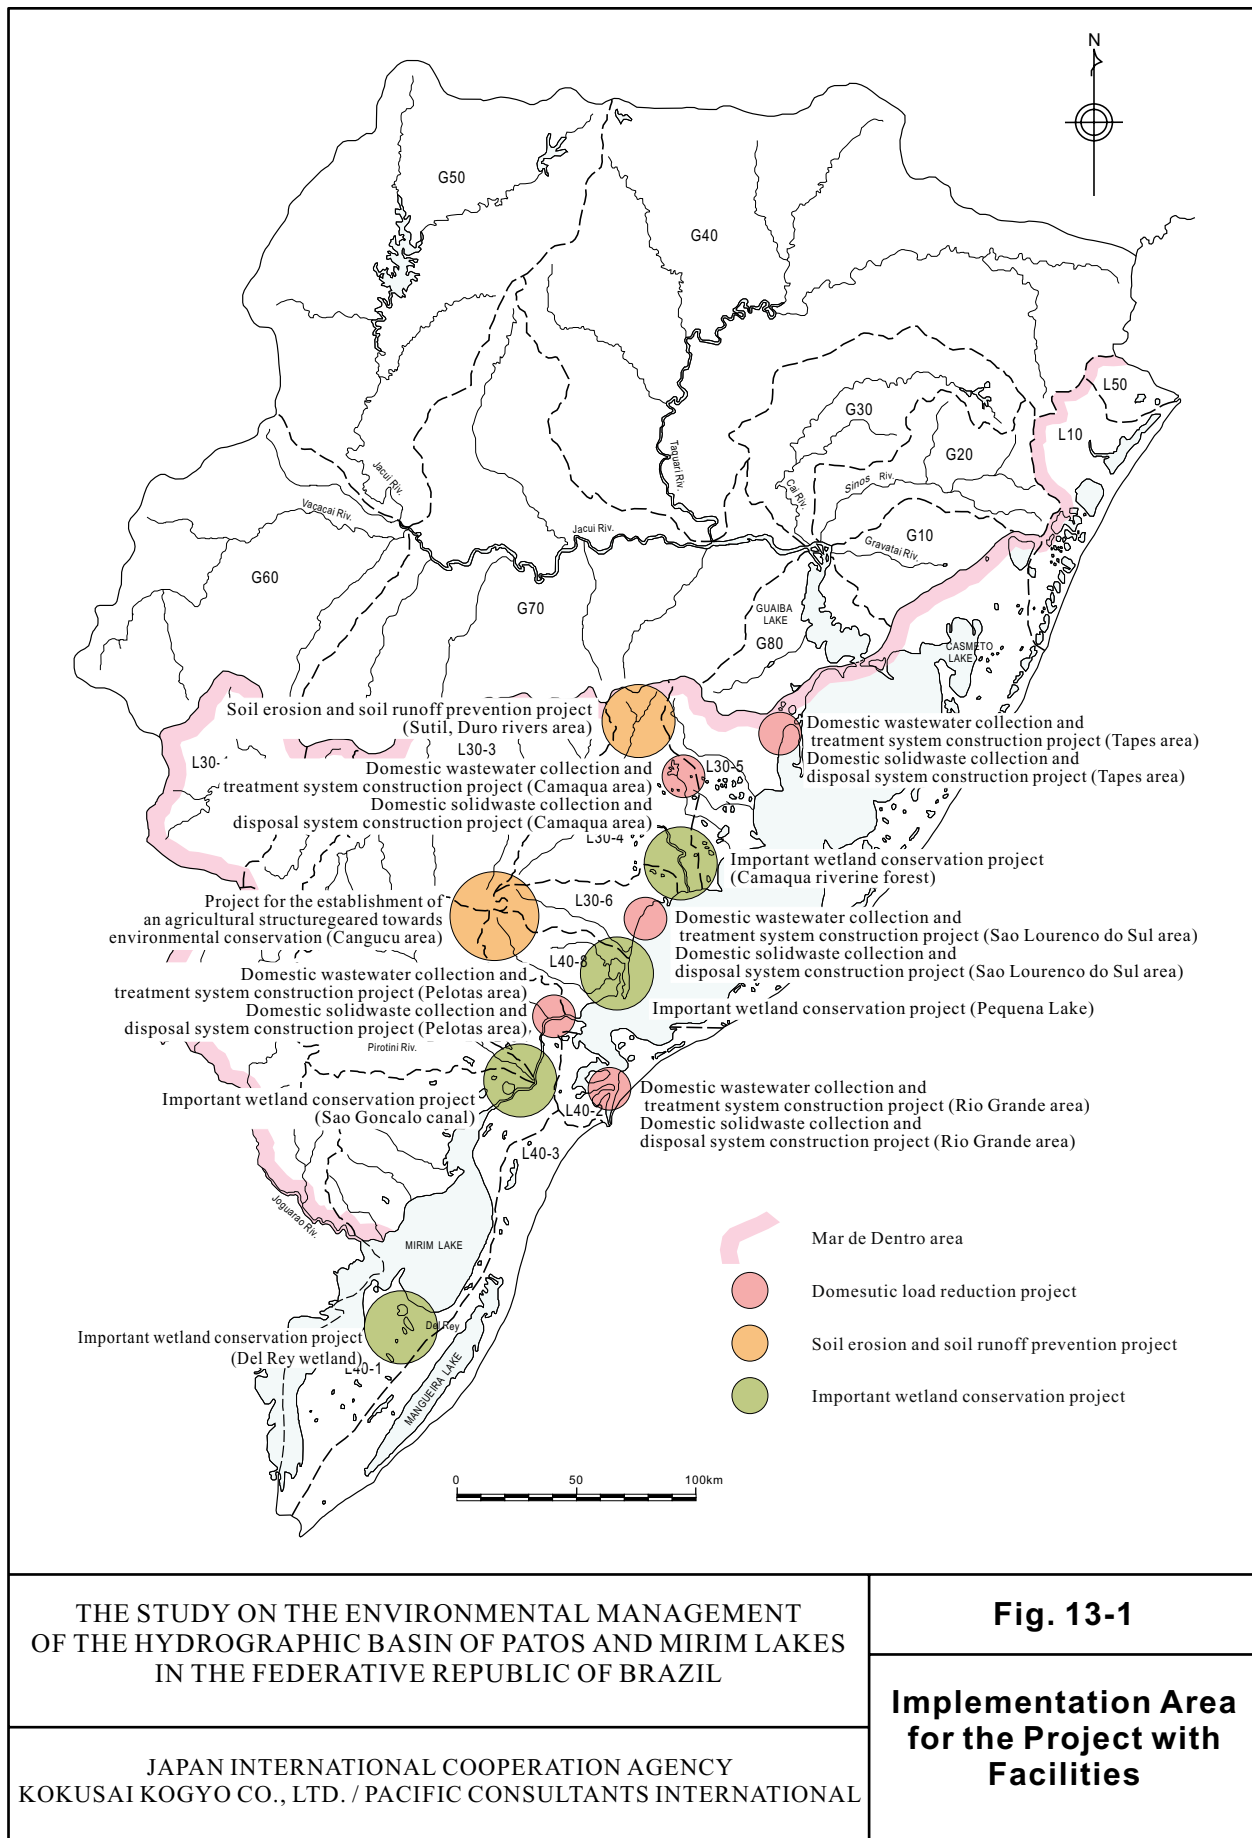 N
G50
G40
L50
G30
L10
G20
Taquari Riv.
Jacui Riv.
Cai Riv.
Sinos Riv.
Vacacai Riv.
Jacui Riv.
G10
Gravatai Riv.
G60
G70
GUAIBA
LAKE
G80
CASMETO
LAKE
Soil erosion and soil runoff prevention project
(Sutil, Duro rivers area)
Domestic wastewater collection and
treatment system construction project (Tapes area)
Domestic solidwaste collection and
disposal system construction project (Tapes area)
L30-3
L30-
L30-5
Domestic wastewater collection and
treatment system construction project (Camaqua area)
Domestic solidwaste collection and
disposal system construction project (Camaqua area)
L30-4
Important wetland conservation project
(Camaqua riverine forest)
L30-6
Project for the establishment of
an agricultural structuregeared towards
environmental conservation (Cangucu area)
Domestic wastewater collection and
treatment system construction project (Sao Lourenco do Sul area)
Domestic solidwaste collection and
disposal system construction project (Sao Lourenco do Sul area)
L40-8
Domestic wastewater collection and
treatment system construction project (Pelotas area)
Domestic solidwaste collection and
disposal system construction project (Pelotas area)
Important wetland conservation project (Pequena Lake)
Pirotini Riv.
Important wetland conservation project
(Sao Goncalo canal)
L40-2
Domestic wastewater collection and
treatment system construction project (Rio Grande area)
Domestic solidwaste collection and
disposal system construction project (Rio Grande area)
L40-3
Joguarao Riv.
MIRIM LAKE
Mar de Dentro area
Domesutic load reduction project
Soil erosion and soil runoff prevention project
Important wetland conservation project
Del Rey
Important wetland conservation project
(Del Rey wetland)
L40-1
MANGUEIRA LAKE
0 50 100km
THE STUDY ON THE ENVIRONMENTAL MANAGEMENT
OF THE HYDROGRAPHIC BASIN OF PATOS AND MIRIM LAKES
IN THE FEDERATIVE REPUBLIC OF BRAZIL
JAPAN INTERNATIONAL COOPERATION AGENCY
KOKUSAI KOGYO CO., LTD. / PACIFIC CONSULTANTS INTERNATIONAL
Fig. 13-1
Implementation Area
for the Project with
Facilities